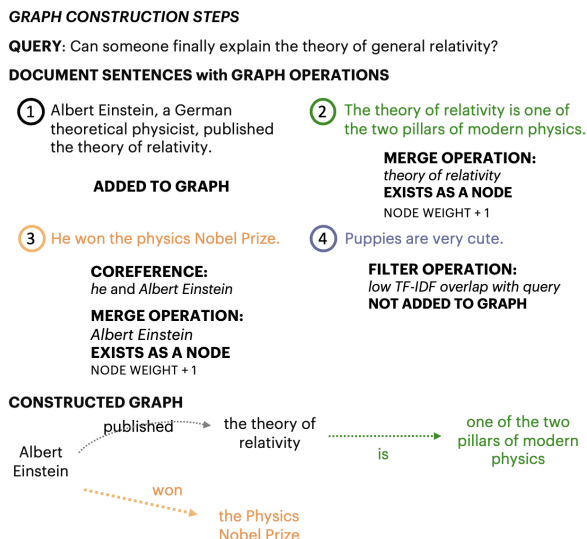 GRAPH CONSTRUCTION STEPS
QUERY: Can someone finally explain the theory of general relativity?
DOCUMENT SENTENCES with GRAPH OPERATIONS
1
Albert Einstein, a German
theoretical physicist, published
the theory of relativity.
ADDED TO GRAPH
2
The theory of relativity is one of
the two pillars of modern physics.
MERGE OPERATION:
theory of relativity
EXISTS AS A NODE
NODE WEIGHT + 1
3
He won the physics Nobel Prize.
COREFERENCE:
he and Albert Einstein
MERGE OPERATION:
Albert Einstein
EXISTS AS A NODE
NODE WEIGHT + 1
4
Puppies are very cute.
FILTER OPERATION:
low TF-IDF overlap with query
NOT ADDED TO GRAPH
CONSTRUCTED GRAPH
Albert
Einstein
published
the theory of
relativity
is
one of the two
pillars of modern
physics
won
the Physics
Nobel Prize